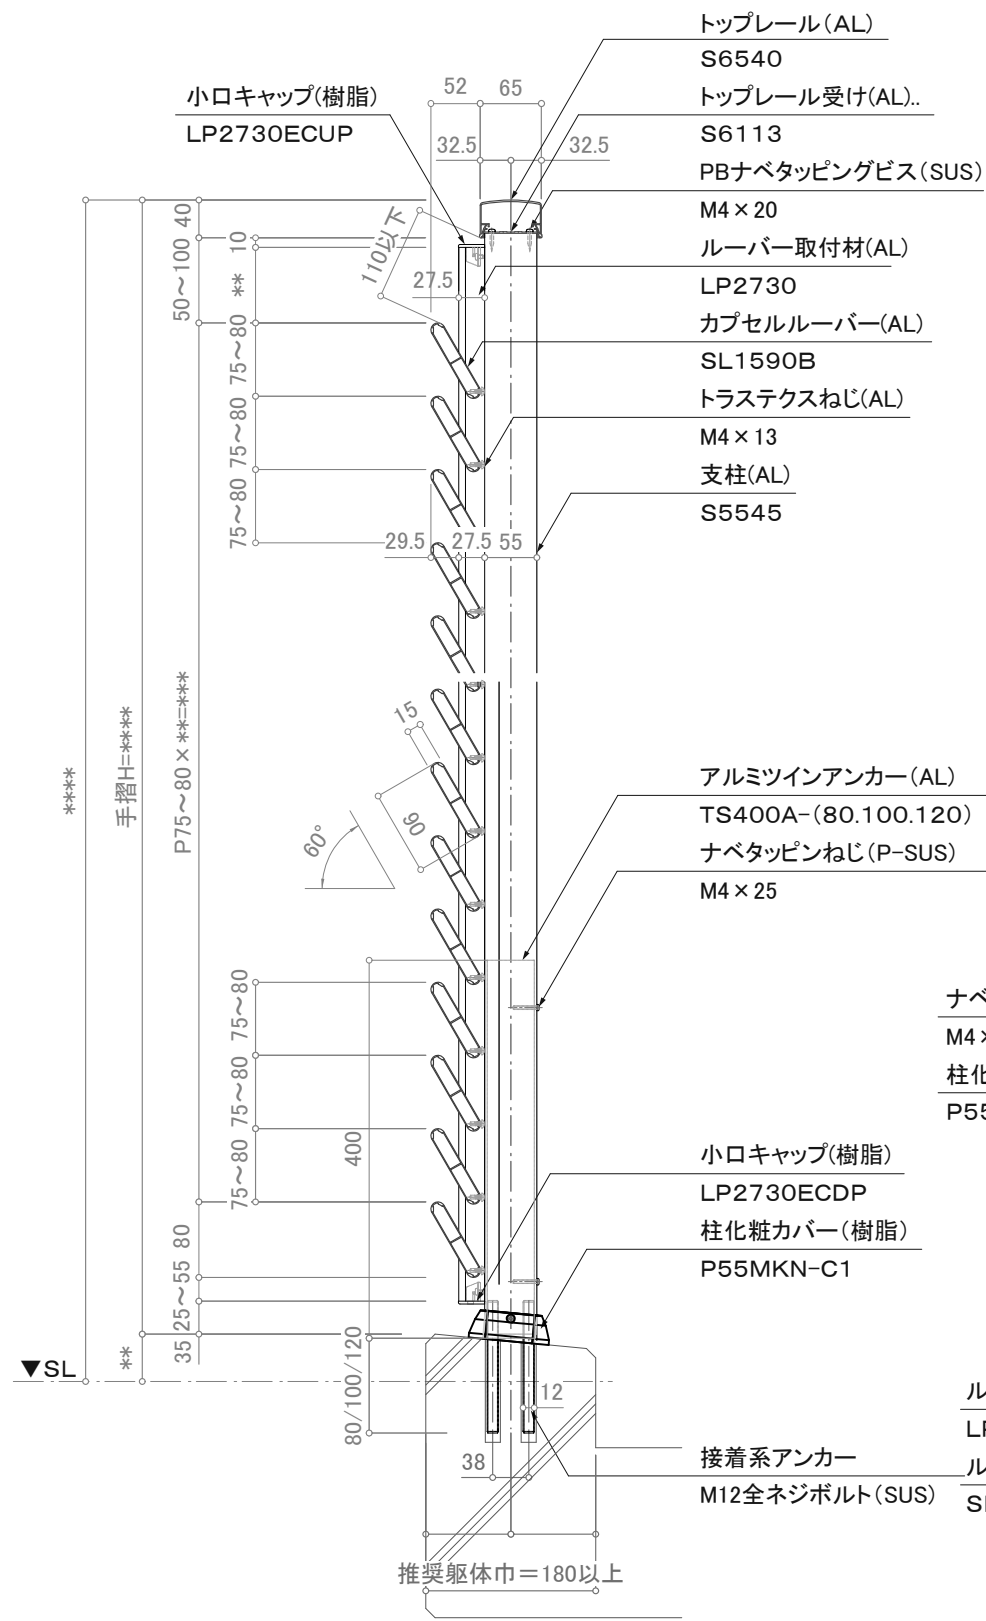 トップレール(AL)
S6540
52 65
小口キャップ(樹脂)
LP2730ECUP
トップレール受け(AL)..
S6113
32.5 32.5
PBナベタッピングビス(SUS)
M4×20
40
10
50～100
**
110以下
27.5
ルーバー取付材(AL)
LP2730
カプセルルーバー(AL)
SL1590B
75～80
75～80
75～80
トラステクスねじ(AL)
M4×13
支柱(AL)
S5545
29.5 27.5 55
****
手摺H=****
P75～80×**=****
15
90
60°
アルミツインアンカー(AL)
TS400A-(80.100.120)
ナベタッピンねじ(P-SUS)
M4×25
ナベ
M4×
柱化
P55
75～80
75～80
75～80
400
小口キャップ(樹脂)
LP2730ECDP
柱化粧カバー(樹脂)
P55MKN-C1
80
25～55
35
**
80/100/120
▼SL
12
38
接着系アンカー
M12全ネジボルト(SUS)
ル
LP
ル
SL
推奨躯体巾=180以上